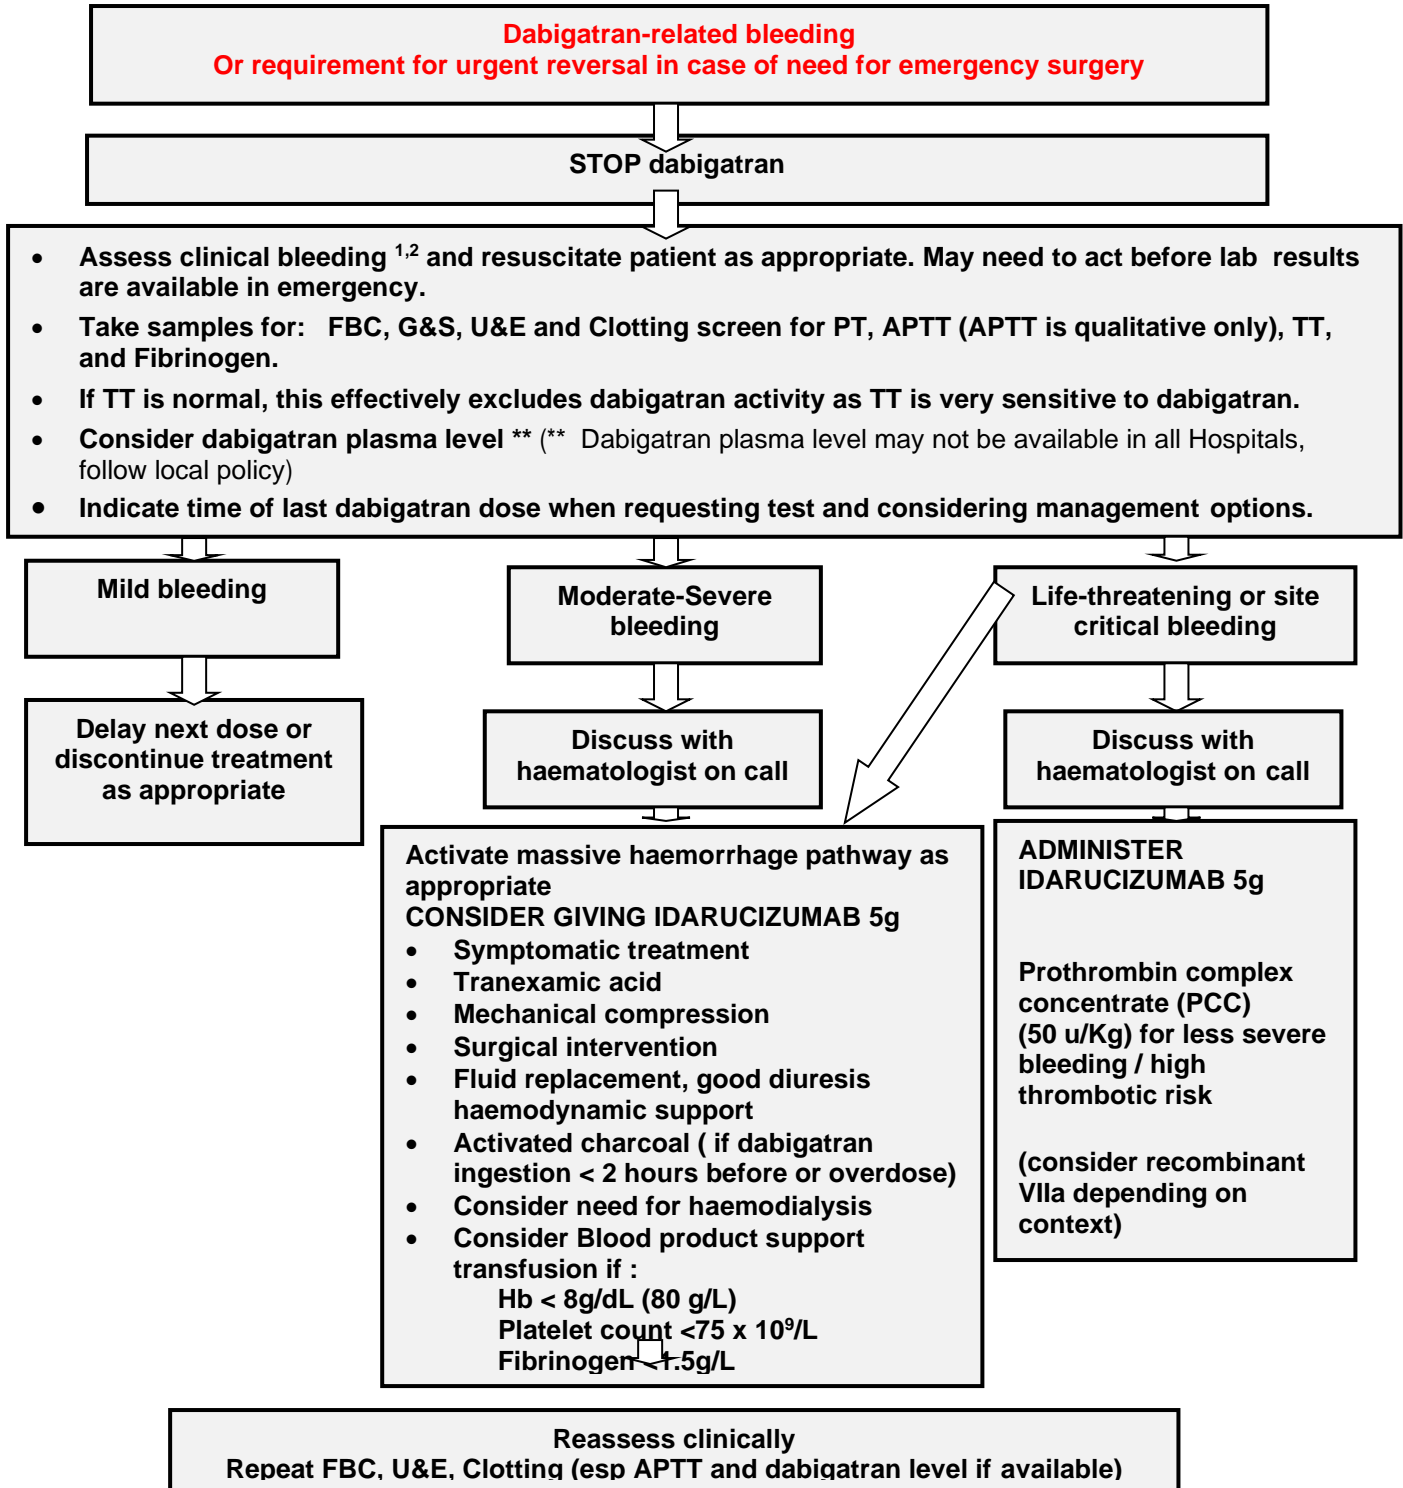 Dabigatran-related bleeding
Or requirement for urgent reversal in case of need for emergency surgery
STOP dabigatran
• Assess clinical bleeding 1,2 and resuscitate patient as appropriate. May need to act before lab results
are available in emergency.
• Take samples for: FBC, G&S, U&E and Clotting screen for PT, APTT (APTT is qualitative only), TT,
and Fibrinogen.
• If TT is normal, this effectively excludes dabigatran activity as TT is very sensitive to dabigatran.
• Consider dabigatran plasma level ** (** Dabigatran plasma level may not be available in all Hospitals,
follow local policy)
• Indicate time of last dabigatran dose when requesting test and considering management options.
Mild bleeding
Delay next dose or
discontinue treatment
as appropriate
Moderate-Severe
bleeding
Discuss with
haematologist on call
Activate massive haemorrhage pathway as
appropriate
CONSIDER GIVING IDARUCIZUMAB 5g
• Symptomatic treatment
• Tranexamic acid
• Mechanical compression
• Surgical intervention
• Fluid replacement, good diuresis
haemodynamic support
• Activated charcoal ( if dabigatran
ingestion < 2 hours before or overdose)
• Consider need for haemodialysis
• Consider Blood product support
transfusion if :
Hb < 8g/dL (80 g/L)
Platelet count <75 x 10⁹/L
Fibrinogen <1.5g/L
Life-threatening or site
critical bleeding
Discuss with
haematologist on call
ADMINISTER
IDARUCIZUMAB 5g
Prothrombin complex
concentrate (PCC)
(50 u/Kg) for less severe
bleeding / high
thrombotic risk
(consider recombinant
VIIa depending on
context)
Reassess clinically
Repeat FBC, U&E, Clotting (esp APTT and dabigatran level if available)